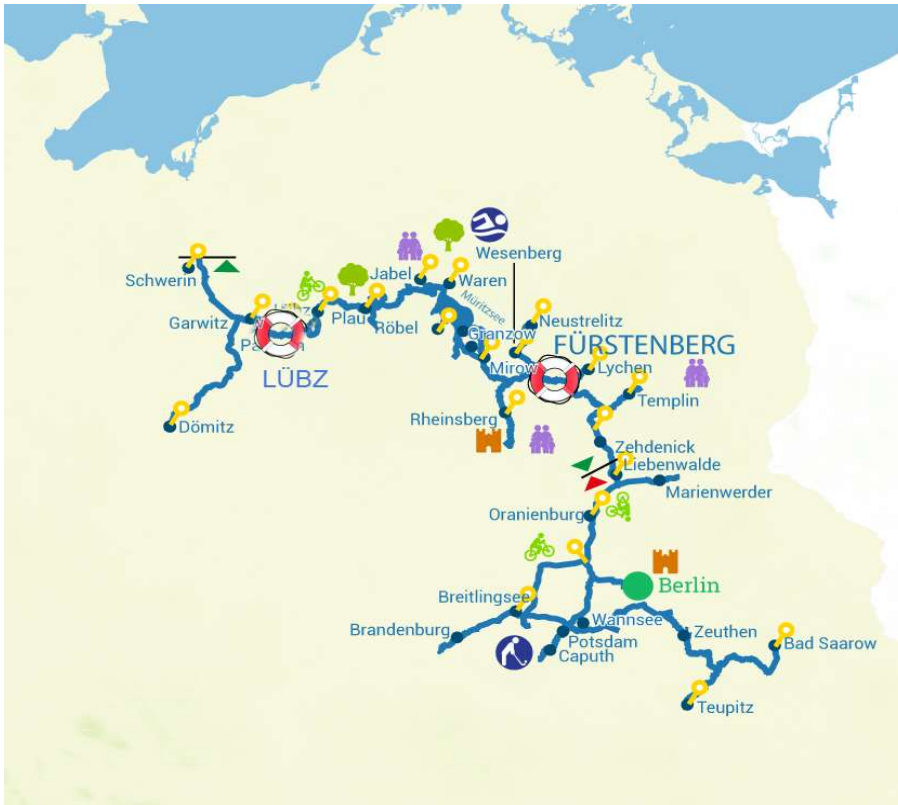 Wesenberg
Schwerin
Jabel
Waren
Müritzsee
Garwitz
Plau
Röbel
Granzow
Neustrelitz
FÜRSTENBERG
LÜBZ
Mirow
Lychen
Templin
Dömitz
Rheinsberg
Zehdenick
Liebenwalde
Marienwerder
Oranienburg
Berlin
Breitlingsee
Brandenburg
Wannsee
Potsdam
Caputh
Zeuthen
Bad Saarow
Teupitz